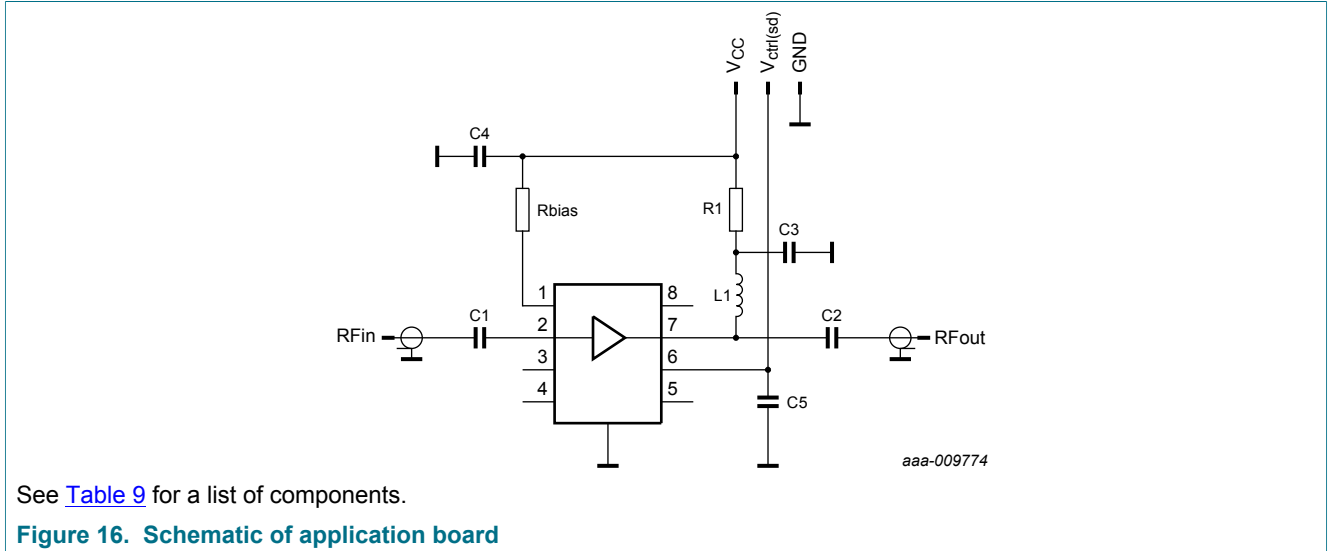 VCC
Vctrl(sd)
GND
C4
Rbias
R1
C3
L1
1
8
C1
2
7
C2
RFin
RFout
3
6
4
5
C5
aaa-009774
See Table 9 for a list of components.
Figure 16. Schematic of application board